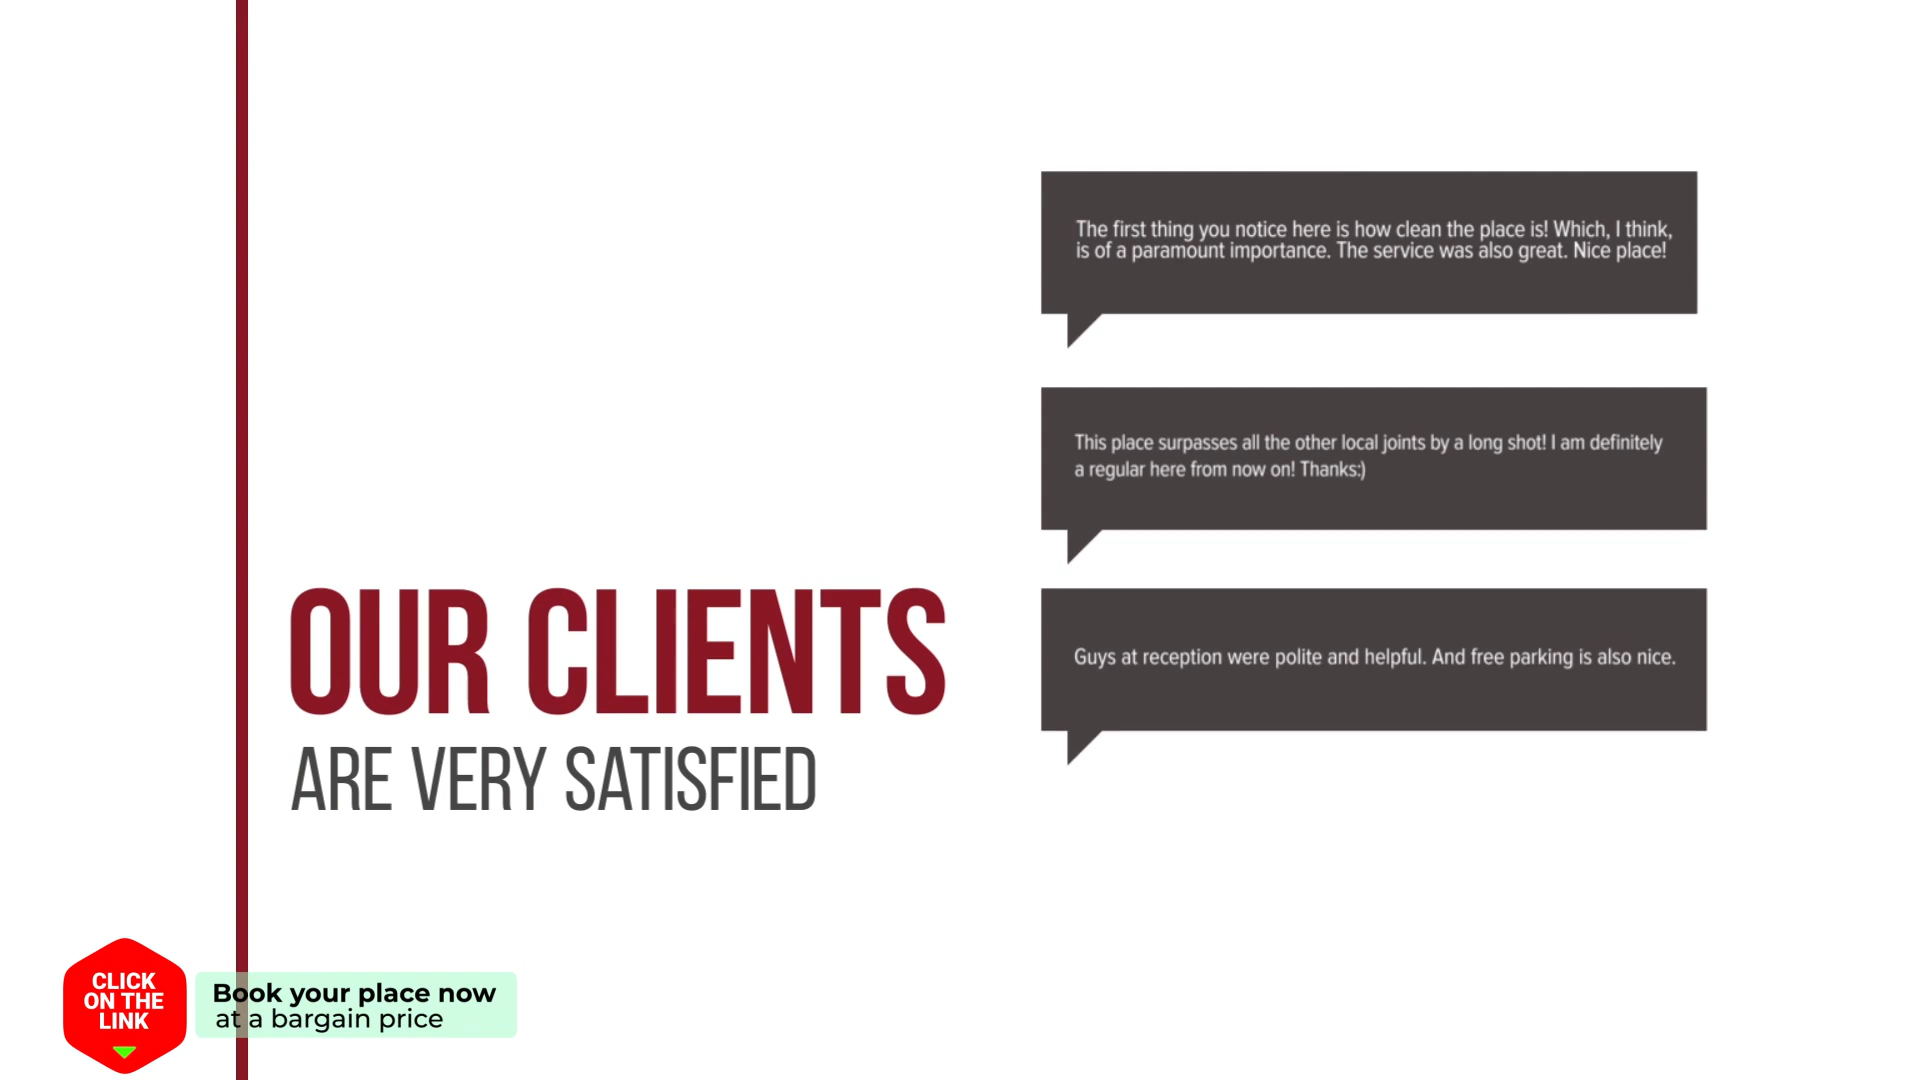 The first thing you notice here is how clean the place is! Which, I think,
is of a paramount importance. The service was also great. Nice place!
This place surpasses all the other local joints by a long shot! I am definitely
a regular here from now on! Thanks:)
Guys at reception were polite and helpful. And free parking is also nice.
OUR CLIENTS
ARE VERY SATISFIED
CLICK
ON THE
LINK
Book your place now
at a bargain price